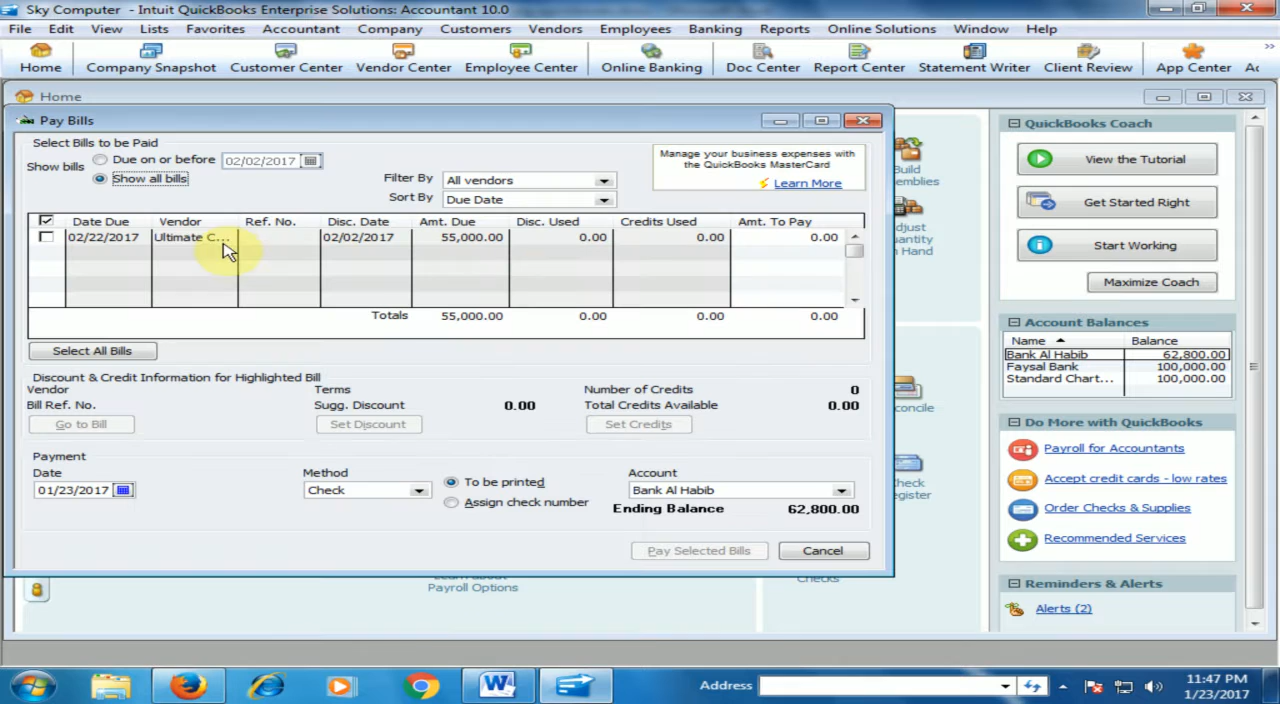 Sky Computer - Intuit QuickBooks Enterprise Solutions: Accountant 10.0
File Edit View Lists Favorites Accountant Company Customers Vendors Employees Banking Reports Online Solutions Window Help
Home Company Snapshot Customer Center Vendor Center Employee Center Online Banking Doc Center Report Center Statement Writer Client Review App Center Ac
Home
Pay Bills
Select Bills to be Paid
Show bills
Due on or before 02/02/2017
Show all bills
Filter By All vendors
Sort By Due Date
Manage your business expenses with
the QuickBooks MasterCard
Learn More
Date Due Vendor Ref. No. Disc. Date Amt. Due Disc. Used Credits Used Amt. To Pay
02/22/2017 Ultimate C... 02/02/2017 55,000.00 0.00 0.00 0.00
Totals 55,000.00 0.00 0.00 0.00
Select All Bills
Discount & Credit Information for Highlighted Bill
Vendor Terms Number of Credits 0
Bill Ref. No. Sugg. Discount 0.00 Total Credits Available 0.00
Go to Bill Set Discount Set Credits
Payment
Date Method Account
01/23/2017 Check To be printed Bank Al Habib
Assign check number Ending Balance 62,800.00
Pay Selected Bills Cancel
Build
emblies
djust
uantity
n Hand
oncile
Check
egister
Learn about
Payroll Options
Checks
QuickBooks Coach
View the Tutorial
Get Started Right
Start Working
Maximize Coach
Account Balances
Name Balance
Bank Al Habib 62,800.00
Faysal Bank 100,000.00
Standard Chart... 100,000.00
Do More with QuickBooks
Payroll for Accountants
Accept credit cards - low rates
Order Checks & Supplies
Recommended Services
Reminders & Alerts
Alerts (2)
Address
11:47 PM
1/23/2017